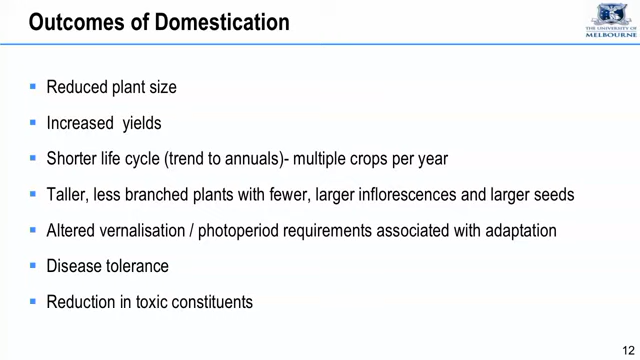 Outcomes of Domestication
THE UNIVERSITY OF
MELBOURNE
Reduced plant size
Increased yields
Shorter life cycle (trend to annuals)- multiple crops per year
Taller, less branched plants with fewer, larger inflorescences and larger seeds
Altered vernalisation / photoperiod requirements associated with adaptation
Disease tolerance
Reduction in toxic constituents
12